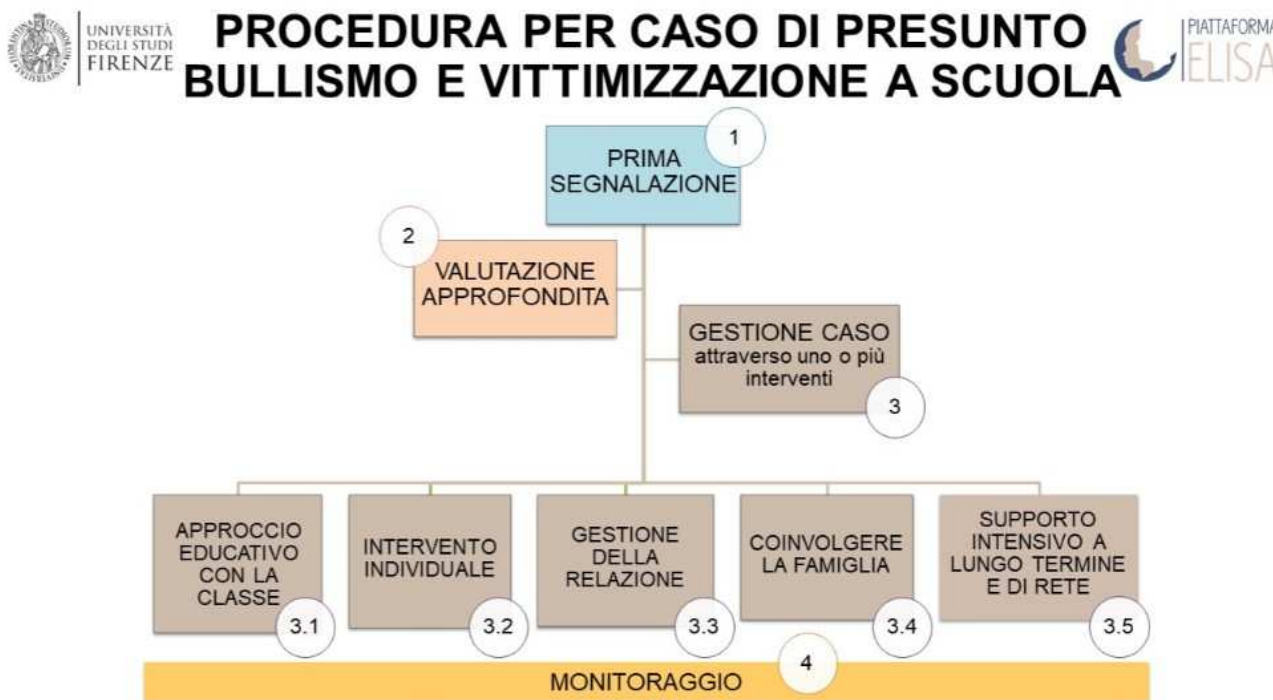 UNIVERSITÀ
DEGLI STUDI
FIRENZE
PROCEDURA PER CASO DI PRESUNTO
BULLISMO E VITTIMIZZAZIONE A SCUOLA
PIATTAFORMA
ELISA
1
PRIMA
SEGNALAZIONE
2
VALUTAZIONE
APPROFONDITA
GESTIONE CASO
attraverso uno o più
interventi
3
APPROCCIO
EDUCATIVO
CON LA
CLASSE
3.1
INTERVENTO
INDIVIDUALE
3.2
GESTIONE
DELLA
RELAZIONE
3.3
COINVOLGERE
LA FAMIGLIA
3.4
SUPPORTO
INTENSIVO A
LUNGO TERMINE
E DI RETE
3.5
4
MONITORAGGIO